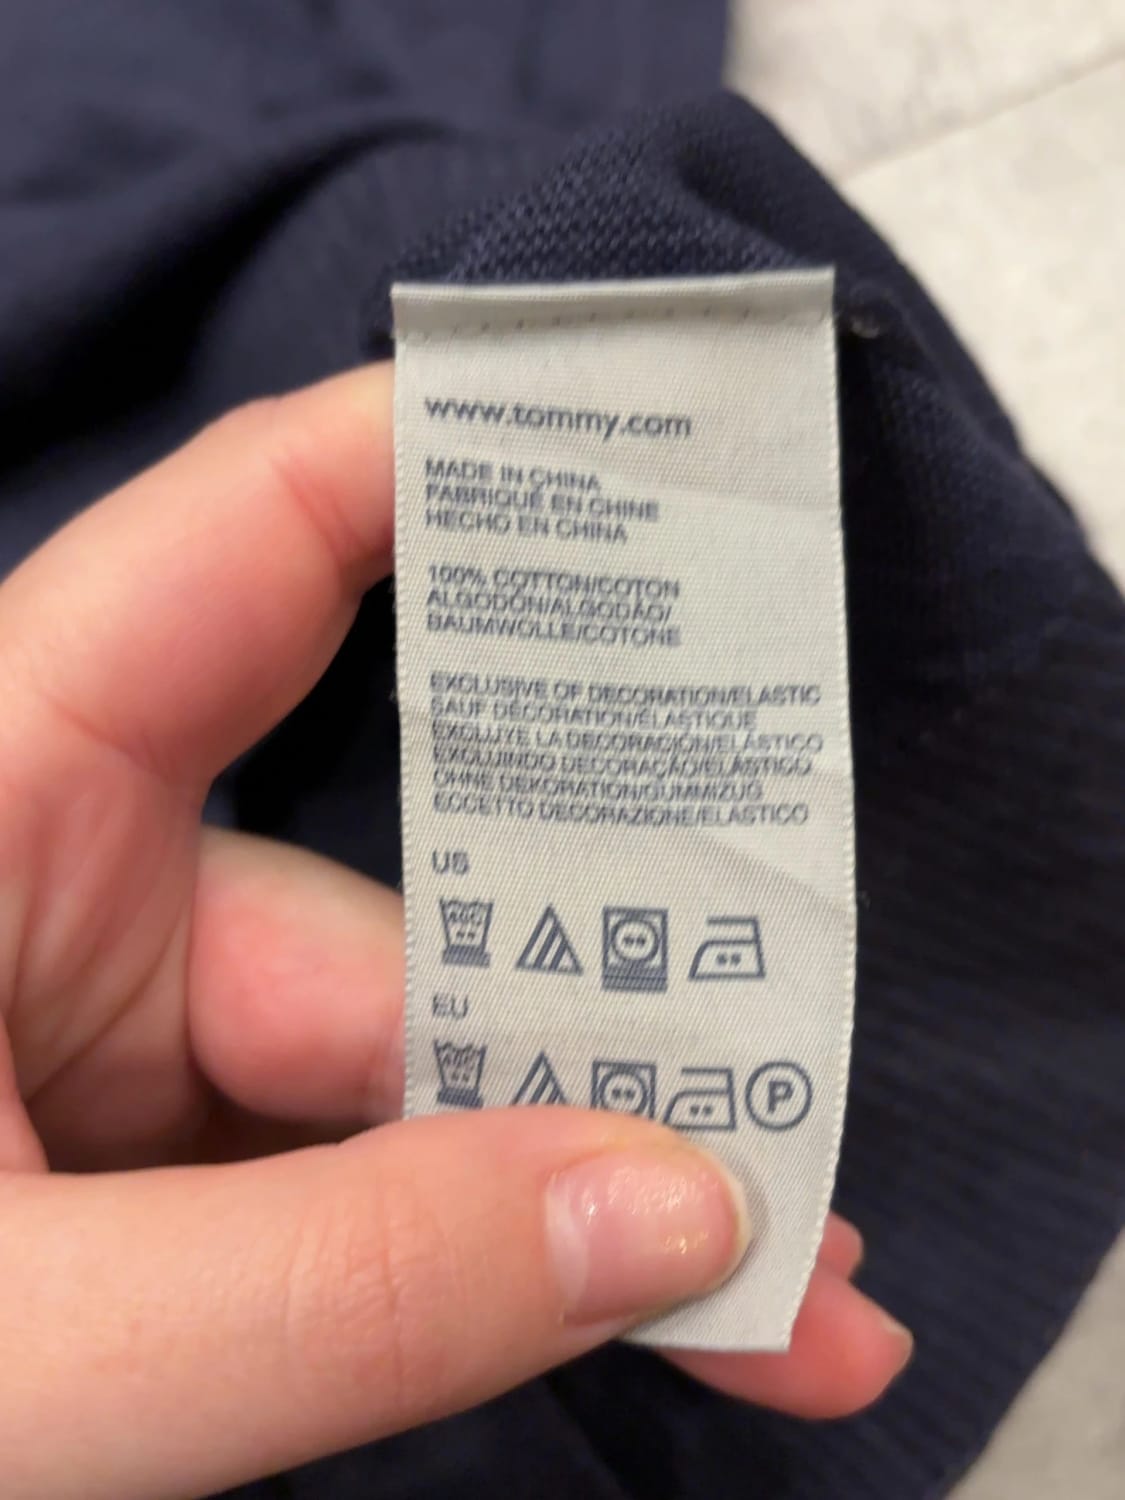 www.tommy.com
MADE IN CHINA
FABRIQUÉ EN CHINE
HECHO EN CHINA
100% COTTON/COTON
ALGODÓN/ALGODÃO/
BAUMWOLLE/COTONE
EXCLUSIVE OF DECORATION/ELASTIC
SAUF DÉCORATION/ÉLASTIQUE
EXCLUYE LA DECORACIÓN/ELÁSTICO
EXCLUINDO DECORAÇÃO/ELÁSTICO
OHNE DEKORATION/GUMMIZUG
ECCETTO DECORAZIONE/ELASTICO
US
EU
P